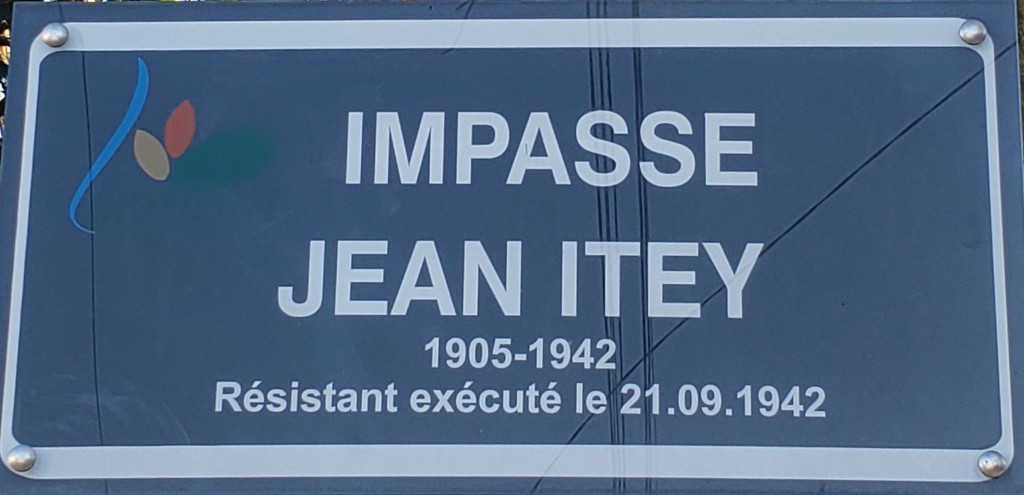 IMPASSE
JEAN ITEY
1905-1942
Résistant exécuté le 21.09.1942